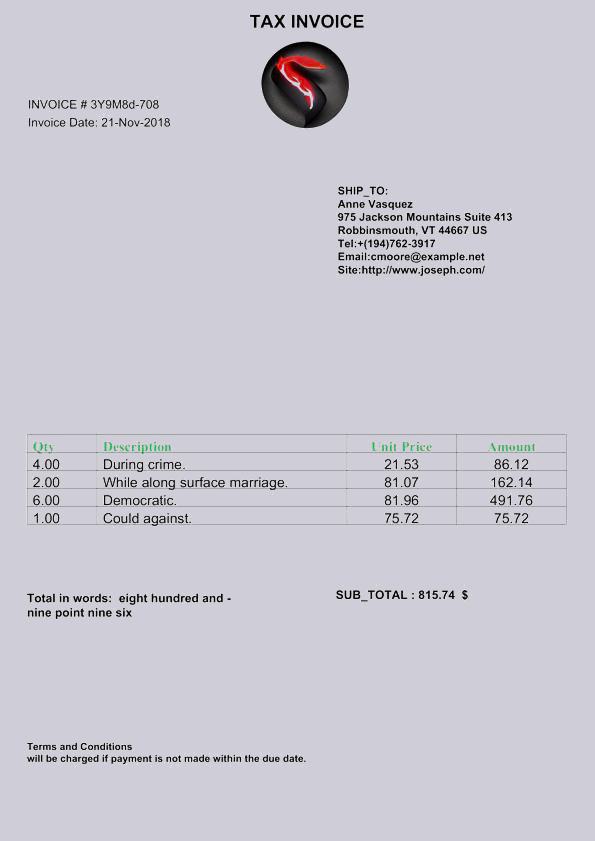 TAX INVOICE
INVOICE # 3Y9M8d-708
Invoice Date: 21-Nov-2018
SHIP_TO:
Anne Vasquez
975 Jackson Mountains Suite 413
Robbinsmouth, VT 44667 US
Tel:+(194)762-3917
Email:cmoore@example.net
Site:http://www.joseph.com/
Qty Description Unit Price Amount
4.00 During crime. 21.53 86.12
2.00 While along surface marriage. 81.07 162.14
6.00 Democratic. 81.96 491.76
1.00 Could against. 75.72 75.72
Total in words: eight hundred and -
nine point nine six
SUB_TOTAL : 815.74 $
Terms and Conditions
will be charged if payment is not made within the due date.